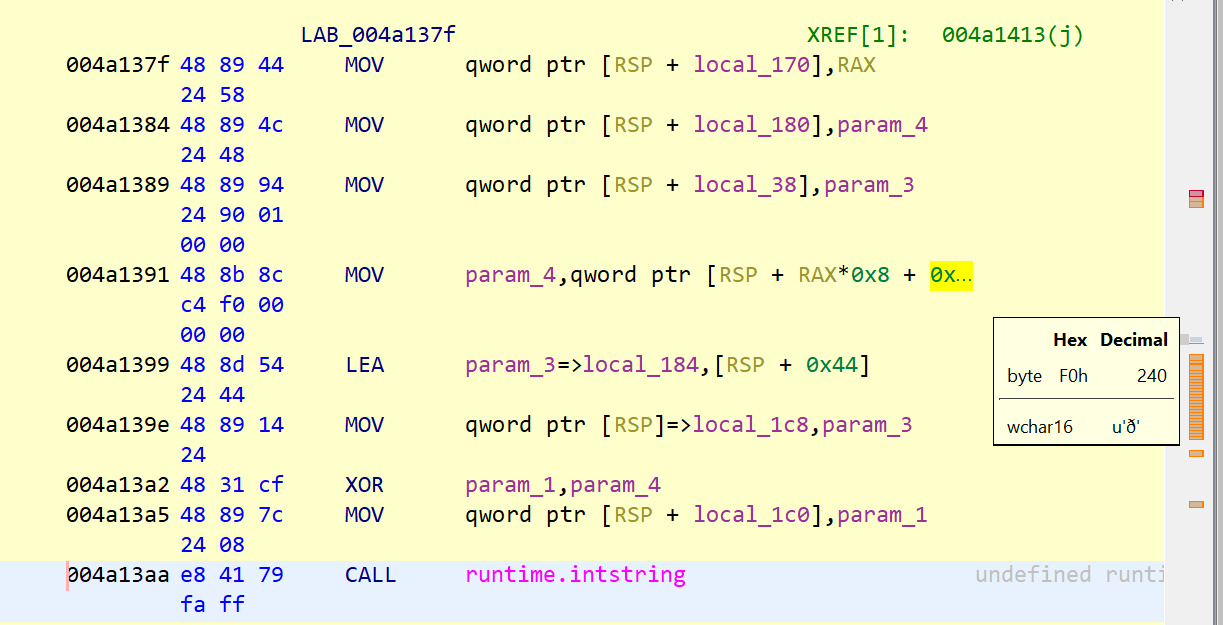 LAB_004a137f XREF[1]: 004a1413(j)
004a137f 48 89 44 MOV qword ptr [RSP + local_170],RAX
24 58
004a1384 48 89 4c MOV qword ptr [RSP + local_180],param_4
24 48
004a1389 48 89 94 MOV qword ptr [RSP + local_38],param_3
24 90 01
00 00
004a1391 48 8b 8c MOV param_4,qword ptr [RSP + RAX*0x8 + 0x...
c4 f0 00
00 00
Hex Decimal
004a1399 48 8d 54 LEA param_3=>local_184,[RSP + 0x44]
byte F0h 240
24 44
004a139e 48 89 14 MOV qword ptr [RSP]=>local_1c8,param_3
wchar16 u'ð'
24
004a13a2 48 31 cf XOR param_1,param_4
004a13a5 48 89 7c MOV qword ptr [RSP + local_1c0],param_1
24 08
004a13aa e8 41 79 CALL runtime.intstring undefined runti
fa ff